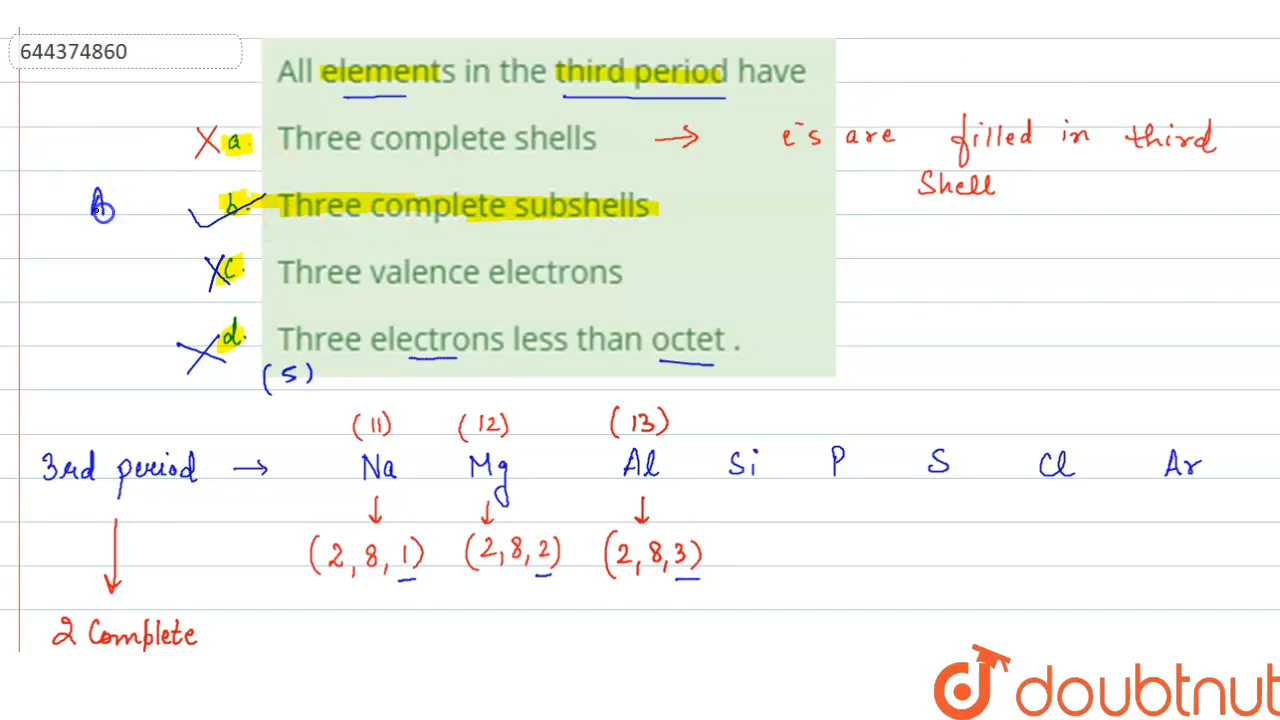 644374860
All elements in the third period have
a. Three complete shells → e⁻s are filled in third
Shell
b. Three complete subshells
c. Three valence electrons
d. Three electrons less than octet .
(5)
(11) (12) (13)
3rd period → Na Mg Al Si P S Cl Ar
(2, 8, 1) (2, 8, 2) (2, 8, 3)
2 Complete
doubtnut